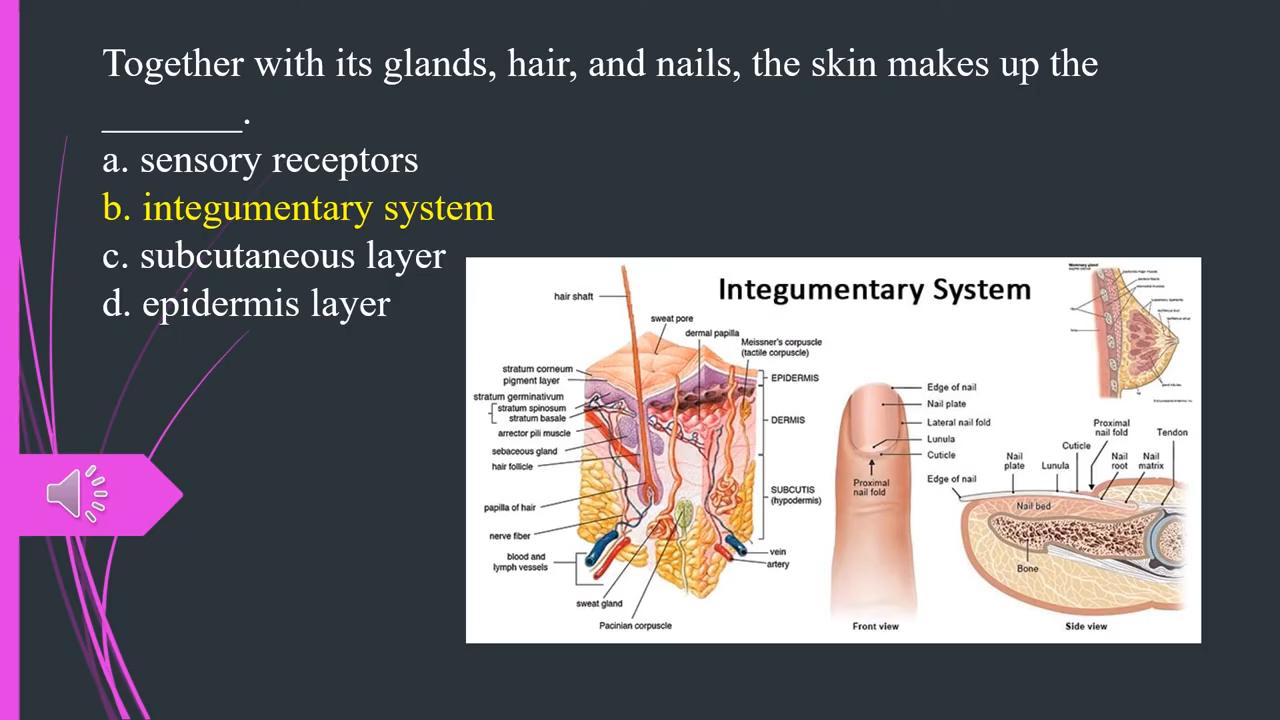 Together with its glands, hair, and nails, the skin makes up the
_______.
a. sensory receptors
b. integumentary system
c. subcutaneous layer
d. epidermis layer
Integumentary System
hair shaft
sweat pore
dermal papilla
Meissner's corpuscle
(tactile corpuscle)
stratum corneum
pigment layer
stratum germinativum
stratum spinosum
stratum basale
arrector pili muscle
sebaceous gland
hair follicle
papilla of hair
nerve fiber
blood and
lymph vessels
sweat gland
Pacinian corpuscle
EPIDERMIS
DERMIS
SUBCUTIS
(hypodermis)
vein
artery
Edge of nail
Nail plate
Lateral nail fold
Lunula
Cuticle
Proximal
nail fold
Front view
Mammary gland
Edge of nail
Nail
plate
Lunula
Cuticle
Proximal
nail fold
Nail
root
Nail
matrix
Tendon
Nail bed
Bone
Side view